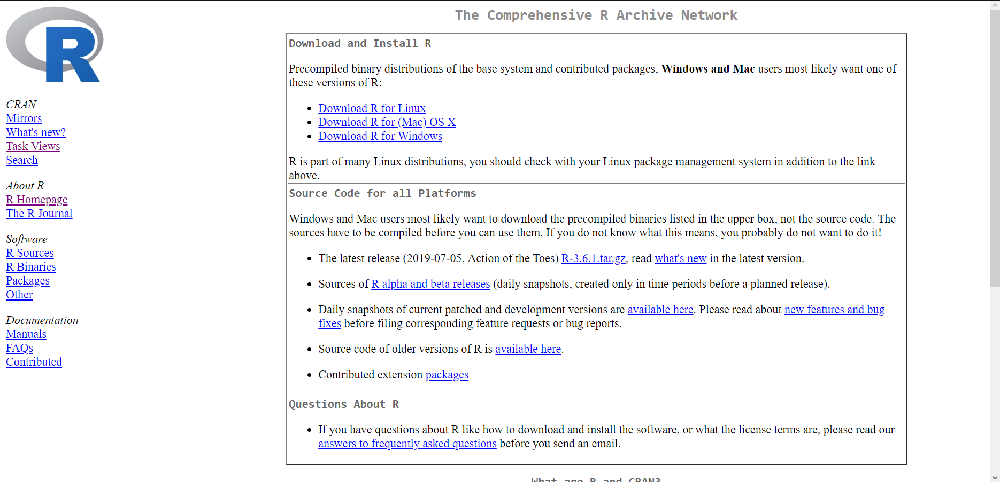 R
CRAN
Mirrors
What's new?
Task Views
Search
About R
R Homepage
The R Journal
Software
R Sources
R Binaries
Packages
Other
Documentation
Manuals
FAQs
Contributed
The Comprehensive R Archive Network
Download and Install R
Precompiled binary distributions of the base system and contributed packages, Windows and Mac users most likely want one of
these versions of R:
Download R for Linux
Download R for (Mac) OS X
Download R for Windows
R is part of many Linux distributions, you should check with your Linux package management system in addition to the link
above.
Source Code for all Platforms
Windows and Mac users most likely want to download the precompiled binaries listed in the upper box, not the source code. The
sources have to be compiled before you can use them. If you do not know what this means, you probably do not want to do it!
The latest release (2019-07-05, Action of the Toes) R-3.6.1.tar.gz, read what's new in the latest version.
Sources of R alpha and beta releases (daily snapshots, created only in time periods before a planned release).
Daily snapshots of current patched and development versions are available here. Please read about new features and bug
fixes before filing corresponding feature requests or bug reports.
Source code of older versions of R is available here.
Contributed extension packages
Questions About R
If you have questions about R like how to download and install the software, or what the license terms are, please read our
answers to frequently asked questions before you send an email.
What are R and CRAN?